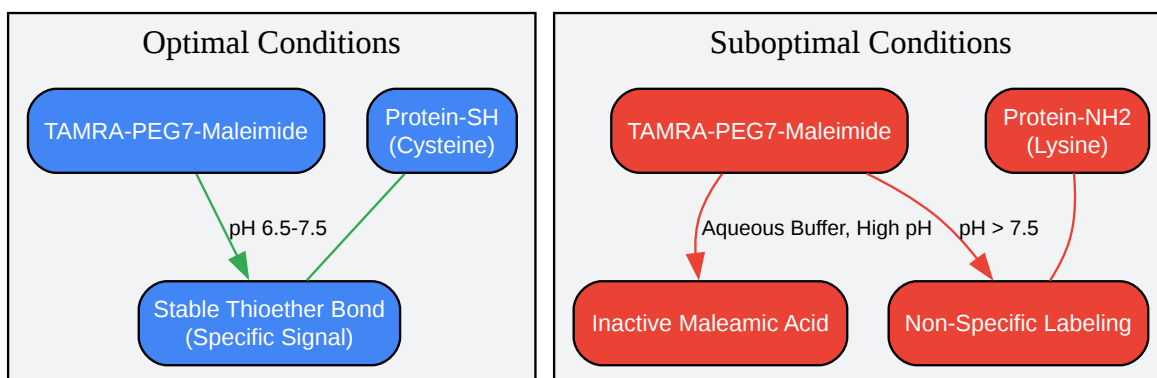 Optimal Conditions
TAMRA-PEG7-Maleimide
Protein-SH
(Cysteine)
pH 6.5-7.5
Stable Thioether Bond
(Specific Signal)
Suboptimal Conditions
TAMRA-PEG7-Maleimide
Protein-NH2
(Lysine)
Aqueous Buffer, High pH
pH > 7.5
Inactive Maleamic Acid
Non-Specific Labeling